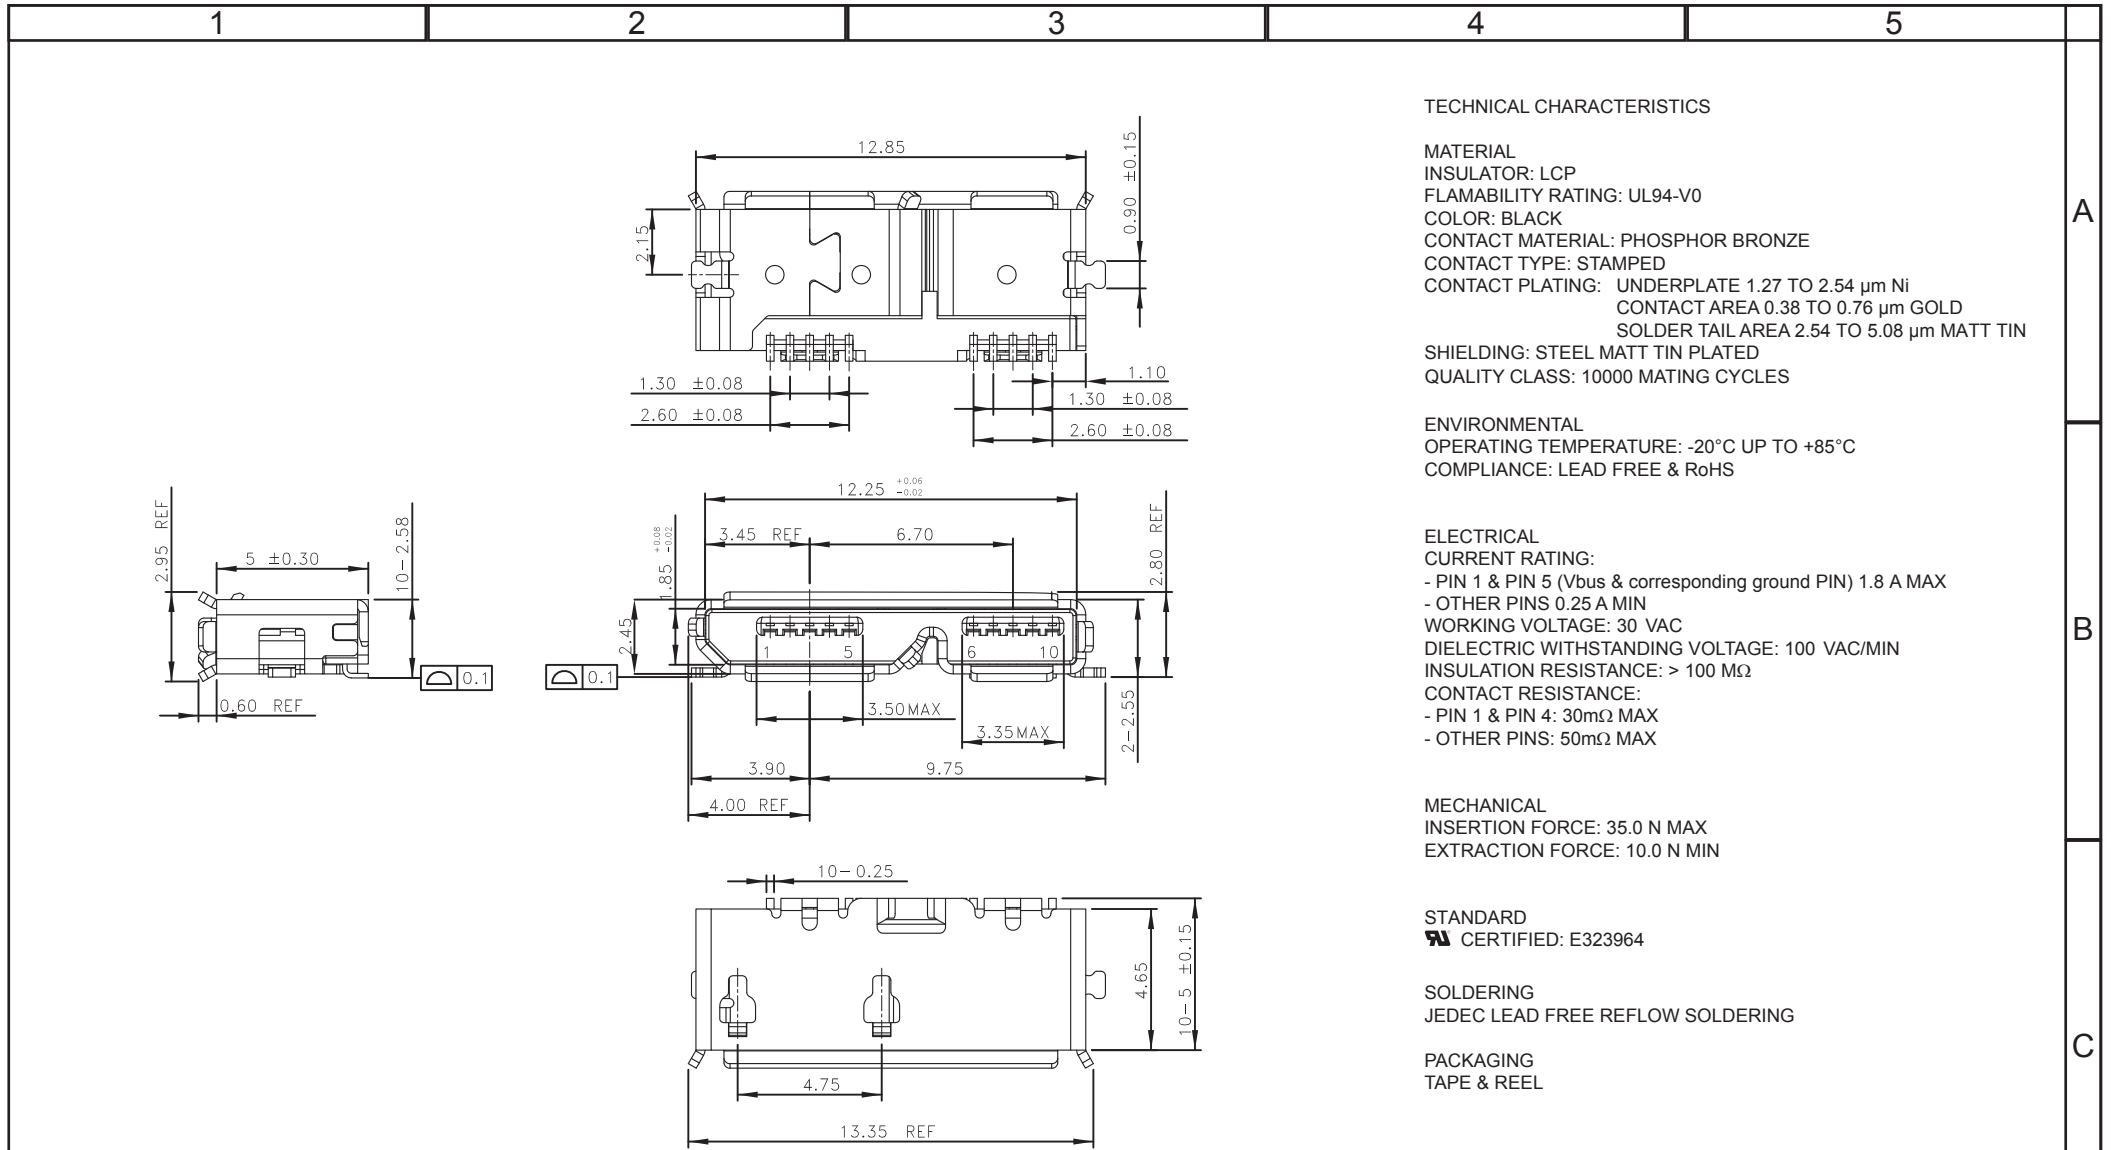 1 2 3 4 5
A
B
C
12.85
0.90 ±0.15
2.15
1.30 ±0.08
2.60 ±0.08
1.10
1.30 ±0.08
2.60 ±0.08
2.95 REF
5 ±0.30
10-2.58
0.60 REF
0.1
0.1
12.25 +0.06 -0.02
3.45 REF
6.70
1.85 +0.08 -0.02
2.45
2.80 REF
1 5 6 10
3.50MAX
3.35MAX
2-2.55
3.90
9.75
4.00 REF
10-0.25
4.65
10-5 ±0.15
4.75
13.35 REF
TECHNICAL CHARACTERISTICS
MATERIAL
INSULATOR: LCP
FLAMABILITY RATING: UL94-V0
COLOR: BLACK
CONTACT MATERIAL: PHOSPHOR BRONZE
CONTACT TYPE: STAMPED
CONTACT PLATING: UNDERPLATE 1.27 TO 2.54 µm Ni
CONTACT AREA 0.38 TO 0.76 µm GOLD
SOLDER TAIL AREA 2.54 TO 5.08 µm MATT TIN
SHIELDING: STEEL MATT TIN PLATED
QUALITY CLASS: 10000 MATING CYCLES
ENVIRONMENTAL
OPERATING TEMPERATURE: -20°C UP TO +85°C
COMPLIANCE: LEAD FREE & RoHS
ELECTRICAL
CURRENT RATING:
- PIN 1 & PIN 5 (Vbus & corresponding ground PIN) 1.8 A MAX
- OTHER PINS 0.25 A MIN
WORKING VOLTAGE: 30 VAC
DIELECTRIC WITHSTANDING VOLTAGE: 100 VAC/MIN
INSULATION RESISTANCE: > 100 MΩ
CONTACT RESISTANCE:
- PIN 1 & PIN 4: 30mΩ MAX
- OTHER PINS: 50mΩ MAX
MECHANICAL
INSERTION FORCE: 35.0 N MAX
EXTRACTION FORCE: 10.0 N MIN
STANDARD
CERTIFIED: E323964
SOLDERING
JEDEC LEAD FREE REFLOW SOLDERING
PACKAGING
TAPE & REEL